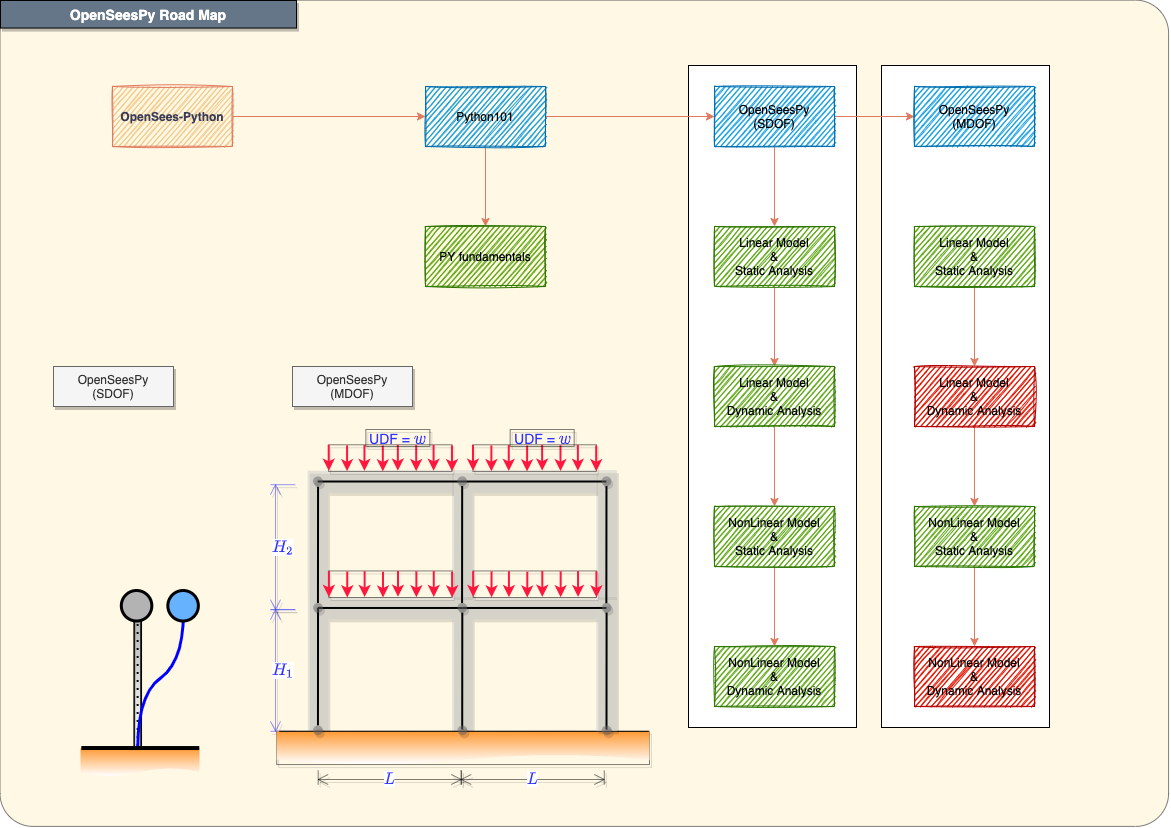 OpenSeesPy Road Map
OpenSees-Python
Python101
OpenSeesPy
(SDOF)
OpenSeesPy
(MDOF)
PY fundamentals
Linear Model
&
Static Analysis
Linear Model
&
Static Analysis
Linear Model
&
Dynamic Analysis
Linear Model
&
Dynamic Analysis
NonLinear Model
&
Static Analysis
NonLinear Model
&
Static Analysis
NonLinear Model
&
Dynamic Analysis
NonLinear Model
&
Dynamic Analysis
OpenSeesPy
(SDOF)
OpenSeesPy
(MDOF)
UDF = w
UDF = w
H₂
H₁
L
L